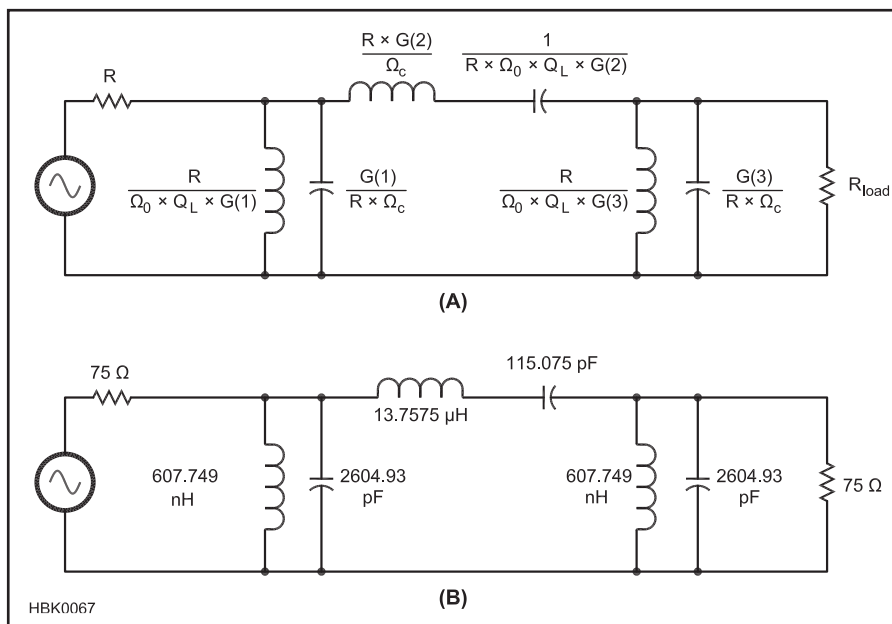 R
R × G(2)
Ω_c
1
R × Ω_0 × Q_L × G(2)
R
Ω_0 × Q_L × G(1)
G(1)
R × Ω_c
R
Ω_0 × Q_L × G(3)
G(3)
R × Ω_c
R_load
(A)
75 Ω
13.7575 µH
115.075 pF
607.749
nH
2604.93
pF
607.749
nH
2604.93
pF
75 Ω
(B)
HBK0067